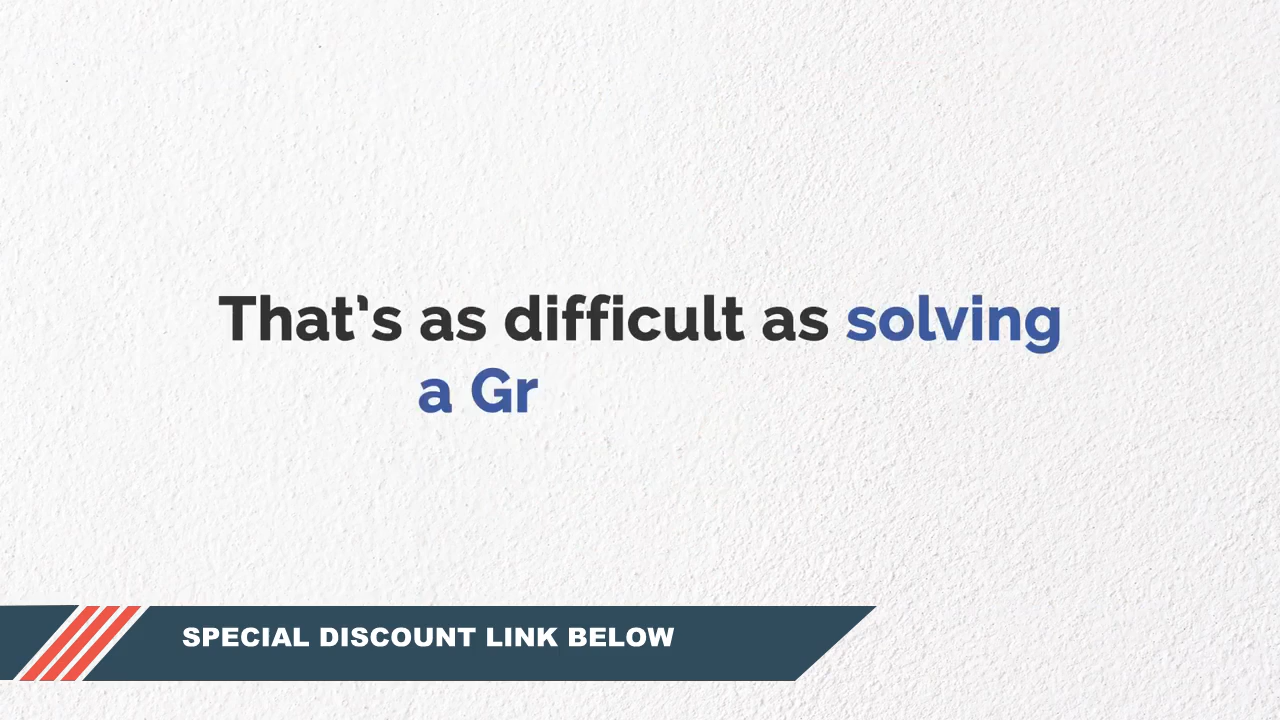 That's as difficult as solving
a Gr
SPECIAL DISCOUNT LINK BELOW